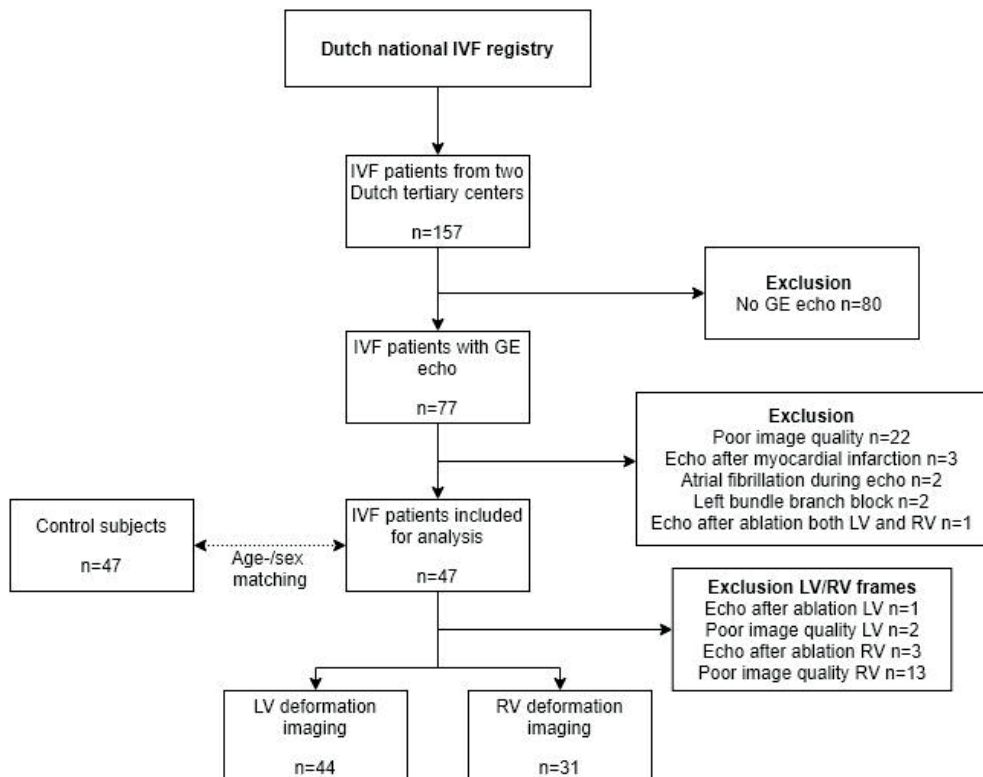 Dutch national IVF registry
IVF patients from two
Dutch tertiary centers
n=157
Exclusion
No GE echo n=80
IVF patients with GE
echo
n=77
Exclusion
Poor image quality n=22
Echo after myocardial infarction n=3
Atrial fibrillation during echo n=2
Left bundle branch block n=2
Echo after ablation both LV and RV n=1
Control subjects
n=47
Age-/sex
matching
IVF patients included
for analysis
n=47
Exclusion LV/RV frames
Echo after ablation LV n=1
Poor image quality LV n=2
Echo after ablation RV n=3
Poor image quality RV n=13
LV deformation
imaging
n=44
RV deformation
imaging
n=31